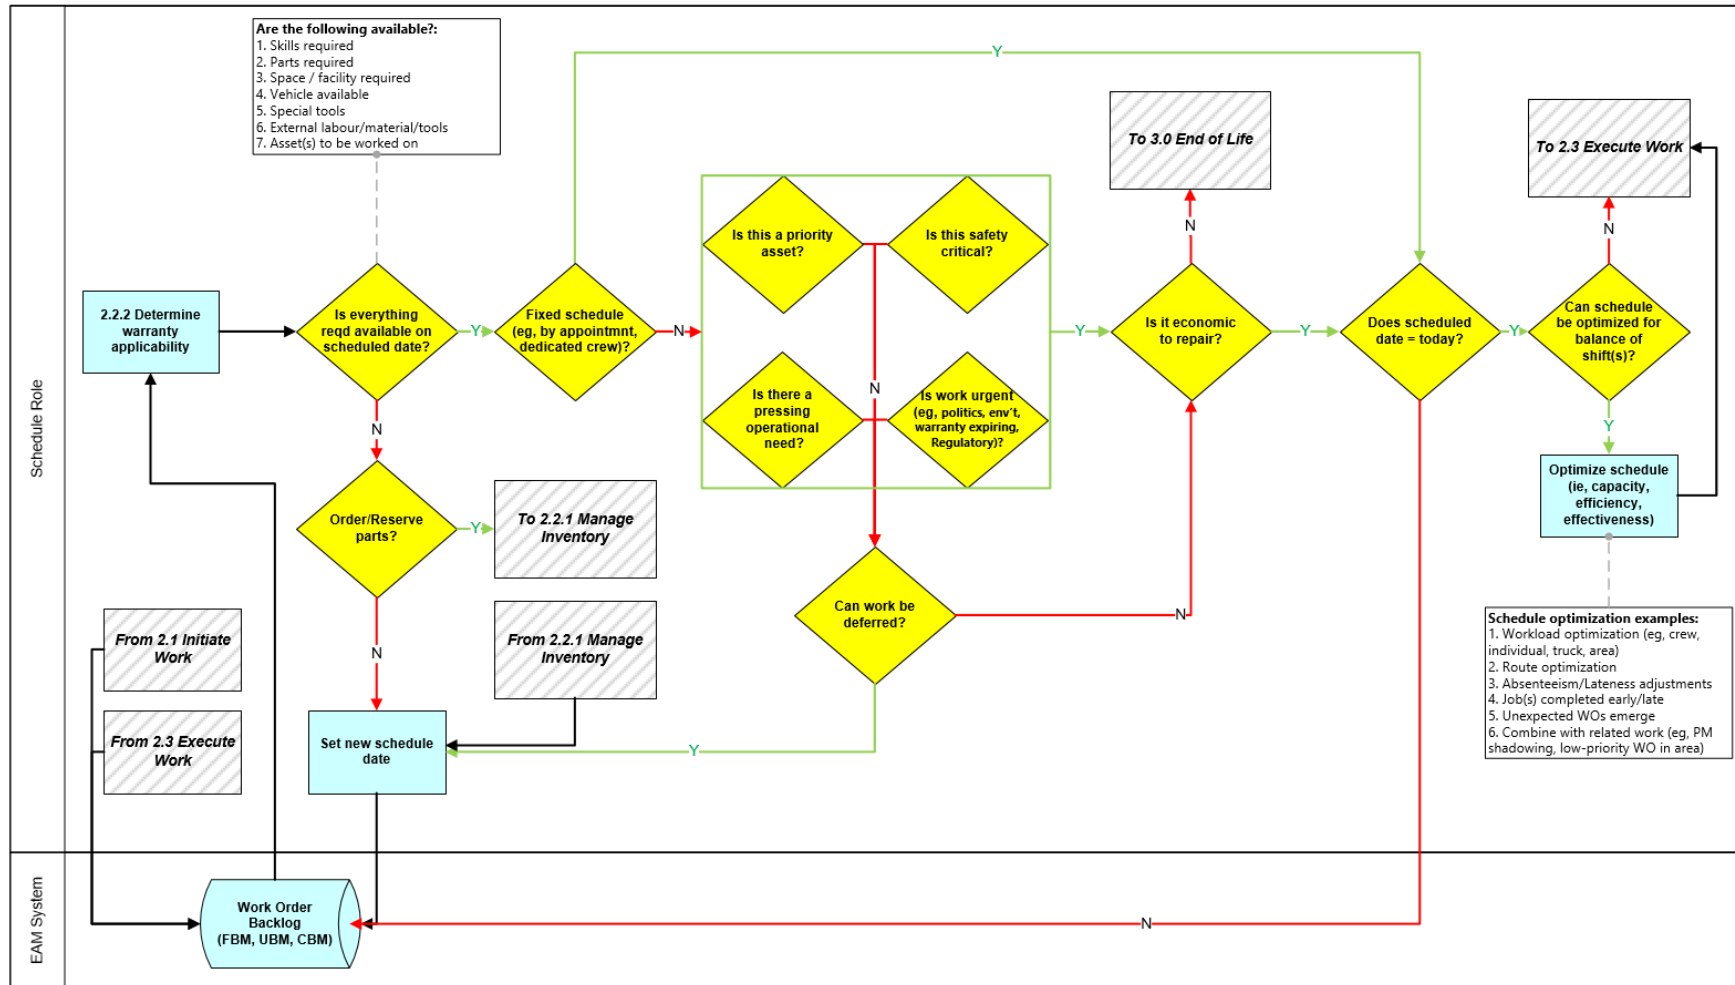 Schedule Role
EAM System
Are the following available?:
1. Skills required
2. Parts required
3. Space / facility required
4. Vehicle available
5. Special tools
6. External labour/material/tools
7. Asset(s) to be worked on
2.2.2 Determine
warranty
applicability
Is everything
reqd available on
scheduled date?
Y
N
Fixed schedule
(eg, by appointmnt,
dedicated crew)?
Y
N
Is this a priority
asset?
Is this safety
critical?
Is there a
pressing
operational
need?
Is work urgent
(eg, politics, env't,
warranty expiring,
Regulatory)?
N
Y
To 3.0 End of Life
N
Is it economic
to repair?
Y
Does scheduled
date = today?
Y
To 2.3 Execute Work
N
Can schedule
be optimized for
balance of
shift(s)?
Y
Optimize schedule
(ie, capacity,
efficiency,
effectiveness)
Schedule optimization examples:
1. Workload optimization (eg, crew,
individual, truck, area)
2. Route optimization
3. Absenteeism/Lateness adjustments
4. Job(s) completed early/late
5. Unexpected WOs emerge
6. Combine with related work (eg, PM
shadowing, low-priority WO in area)
Order/Reserve
parts?
Y
N
To 2.2.1 Manage
Inventory
From 2.2.1 Manage
Inventory
Can work be
deferred?
N
Y
From 2.1 Initiate
Work
From 2.3 Execute
Work
Set new schedule
date
Work Order
Backlog
(FBM, UBM, CBM)
N